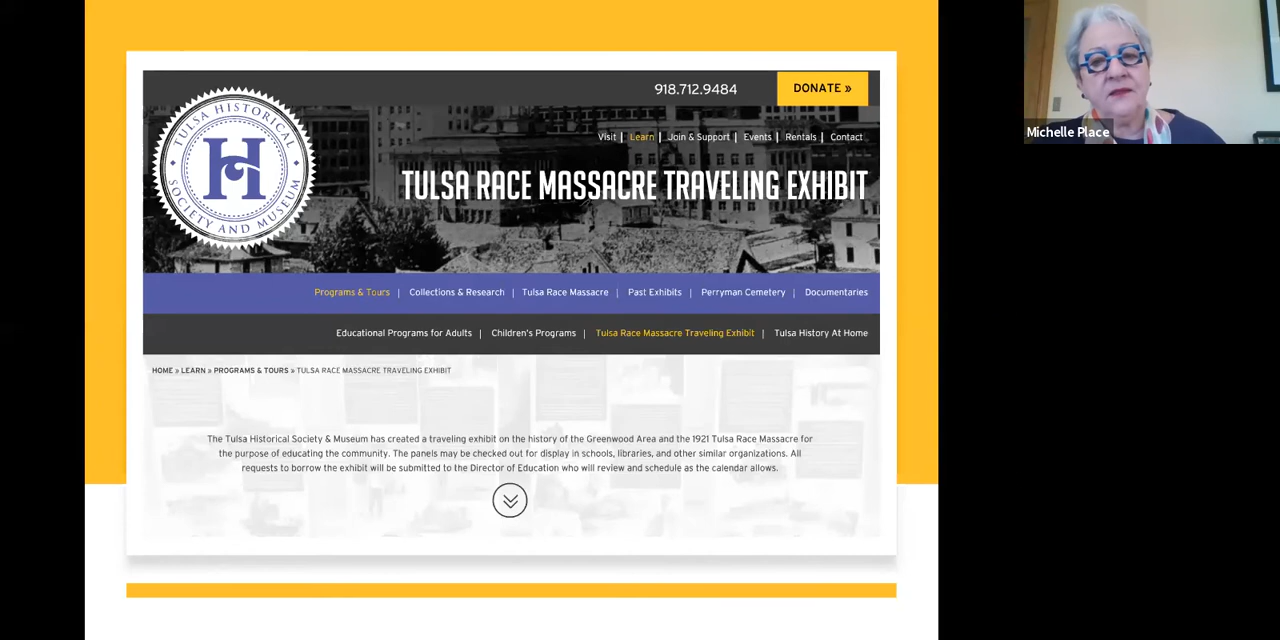 918.712.9484
DONATE »
TULSA HISTORICAL
SOCIETY AND MUSEUM
H
Visit | Learn | Join & Support | Events | Rentals | Contact
TULSA RACE MASSACRE TRAVELING EXHIBIT
Programs & Tours | Collections & Research | Tulsa Race Massacre | Past Exhibits | Perryman Cemetery | Documentaries
Educational Programs for Adults | Children's Programs | Tulsa Race Massacre Traveling Exhibit | Tulsa History At Home
HOME » LEARN » PROGRAMS & TOURS » TULSA RACE MASSACRE TRAVELING EXHIBIT
The Tulsa Historical Society & Museum has created a traveling exhibit on the history of the Greenwood Area and the 1921 Tulsa Race Massacre for
the purpose of educating the community. The panels may be checked out for display in schools, libraries, and other similar organizations. All
requests to borrow the exhibit will be submitted to the Director of Education who will review and schedule as the calendar allows.
Michelle Place